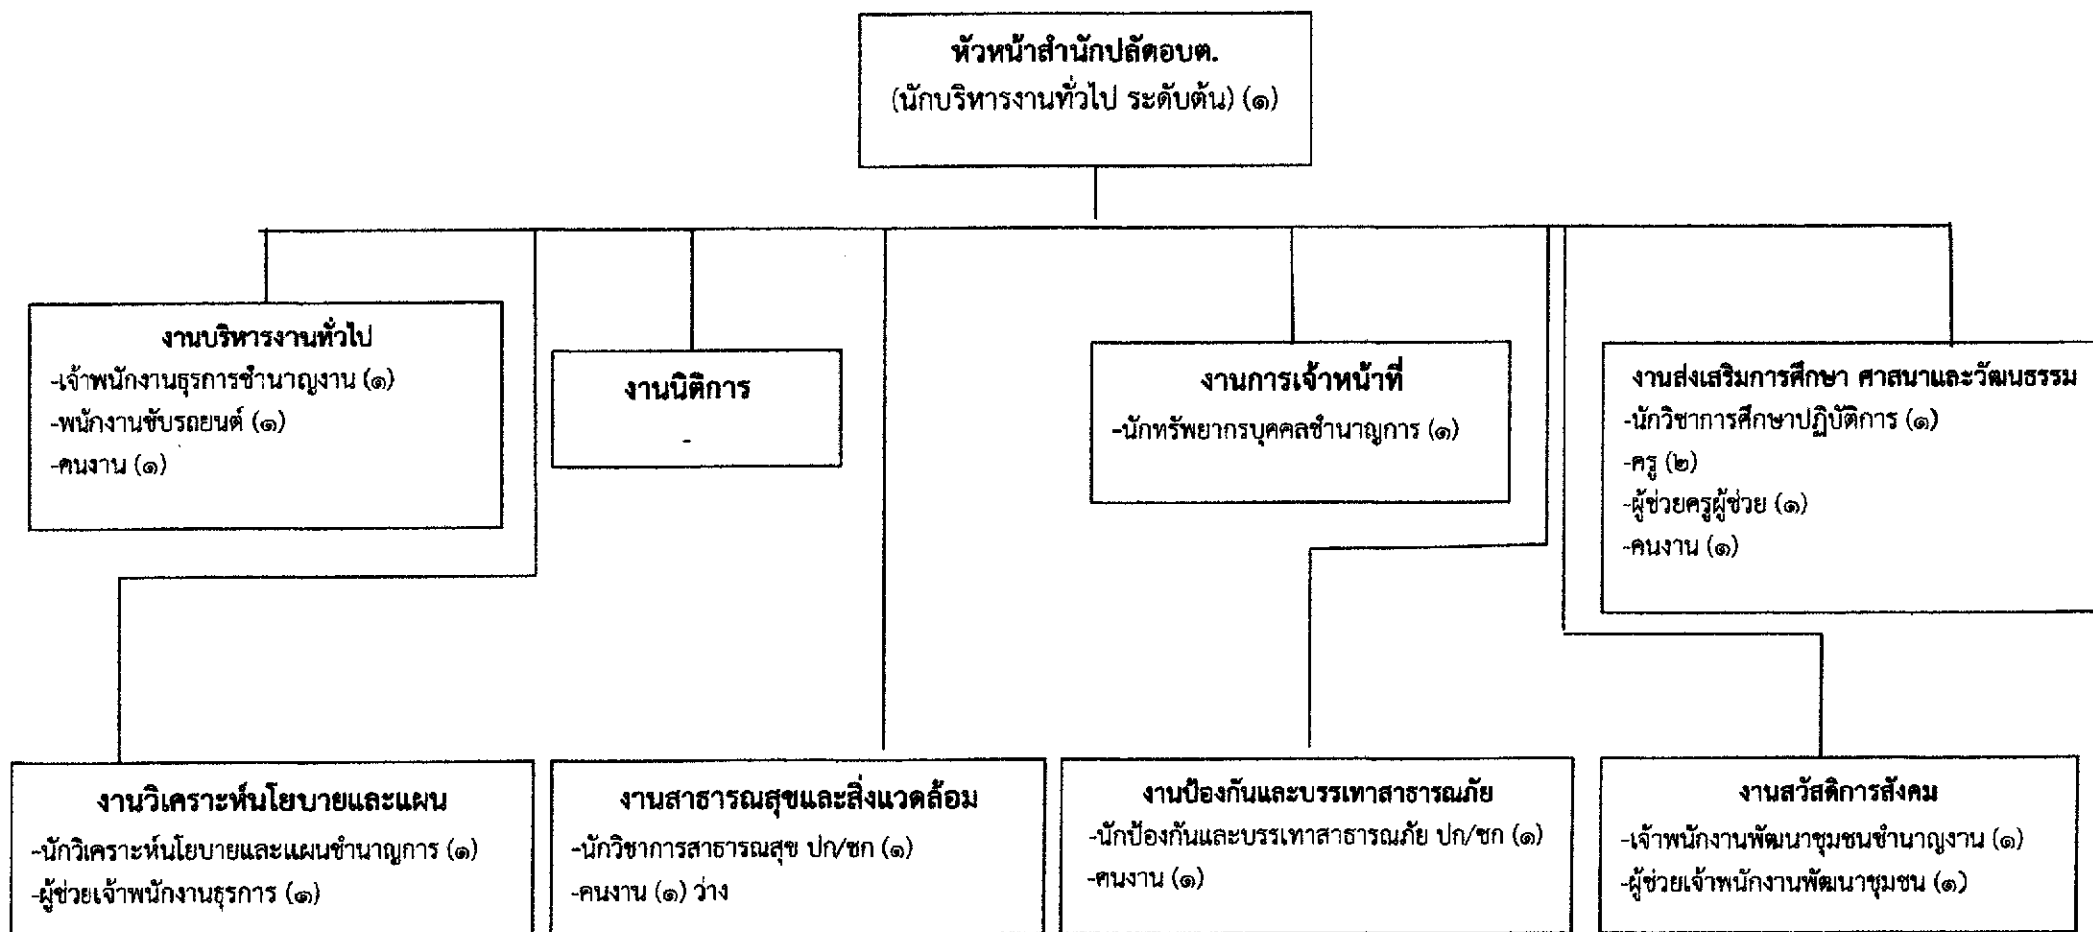 หัวหน้าสำนักปลัดอบต.
(นักบริหารงานทั่วไป ระดับต้น) (๑)
งานบริหารงานทั่วไป
-เจ้าพนักงานธุรการชำนาญงาน (๑)
-พนักงานขับรถยนต์ (๑)
-คนงาน (๑)
งานนิติการ
-
งานการเจ้าหน้าที่
-นักทรัพยากรบุคคลชำนาญการ (๑)
งานส่งเสริมการศึกษา ศาสนาและวัฒนธรรม
-นักวิชาการศึกษาปฏิบัติการ (๑)
-ครู (๒)
-ผู้ช่วยครูผู้ช่วย (๑)
-คนงาน (๑)
งานวิเคราะห์นโยบายและแผน
-นักวิเคราะห์นโยบายและแผนชำนาญการ (๑)
-ผู้ช่วยเจ้าพนักงานธุรการ (๑)
งานสาธารณสุขและสิ่งแวดล้อม
-นักวิชาการสาธารณสุข ปก/ชก (๑)
-คนงาน (๑) ว่าง
งานป้องกันและบรรเทาสาธารณภัย
-นักป้องกันและบรรเทาสาธารณภัย ปก/ชก (๑)
-คนงาน (๑)
งานสวัสดิการสังคม
-เจ้าพนักงานพัฒนาชุมชนชำนาญงาน (๑)
-ผู้ช่วยเจ้าพนักงานพัฒนาชุมชน (๑)